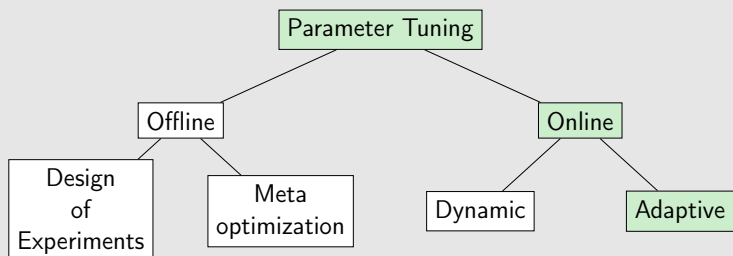 Parameter Tuning
Offline
Online
Design
of
Experiments
Meta
optimization
Dynamic
Adaptive